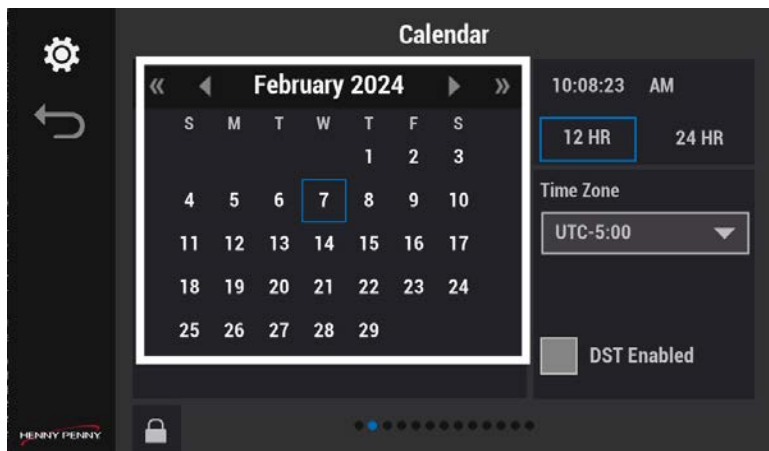 Calendar
« February 2024 »
S M T W T F S
1 2 3
4 5 6 7 8 9 10
11 12 13 14 15 16 17
18 19 20 21 22 23 24
25 26 27 28 29
10:08:23 AM
12 HR 24 HR
Time Zone
UTC-5:00
DST Enabled
HENNY PENNY